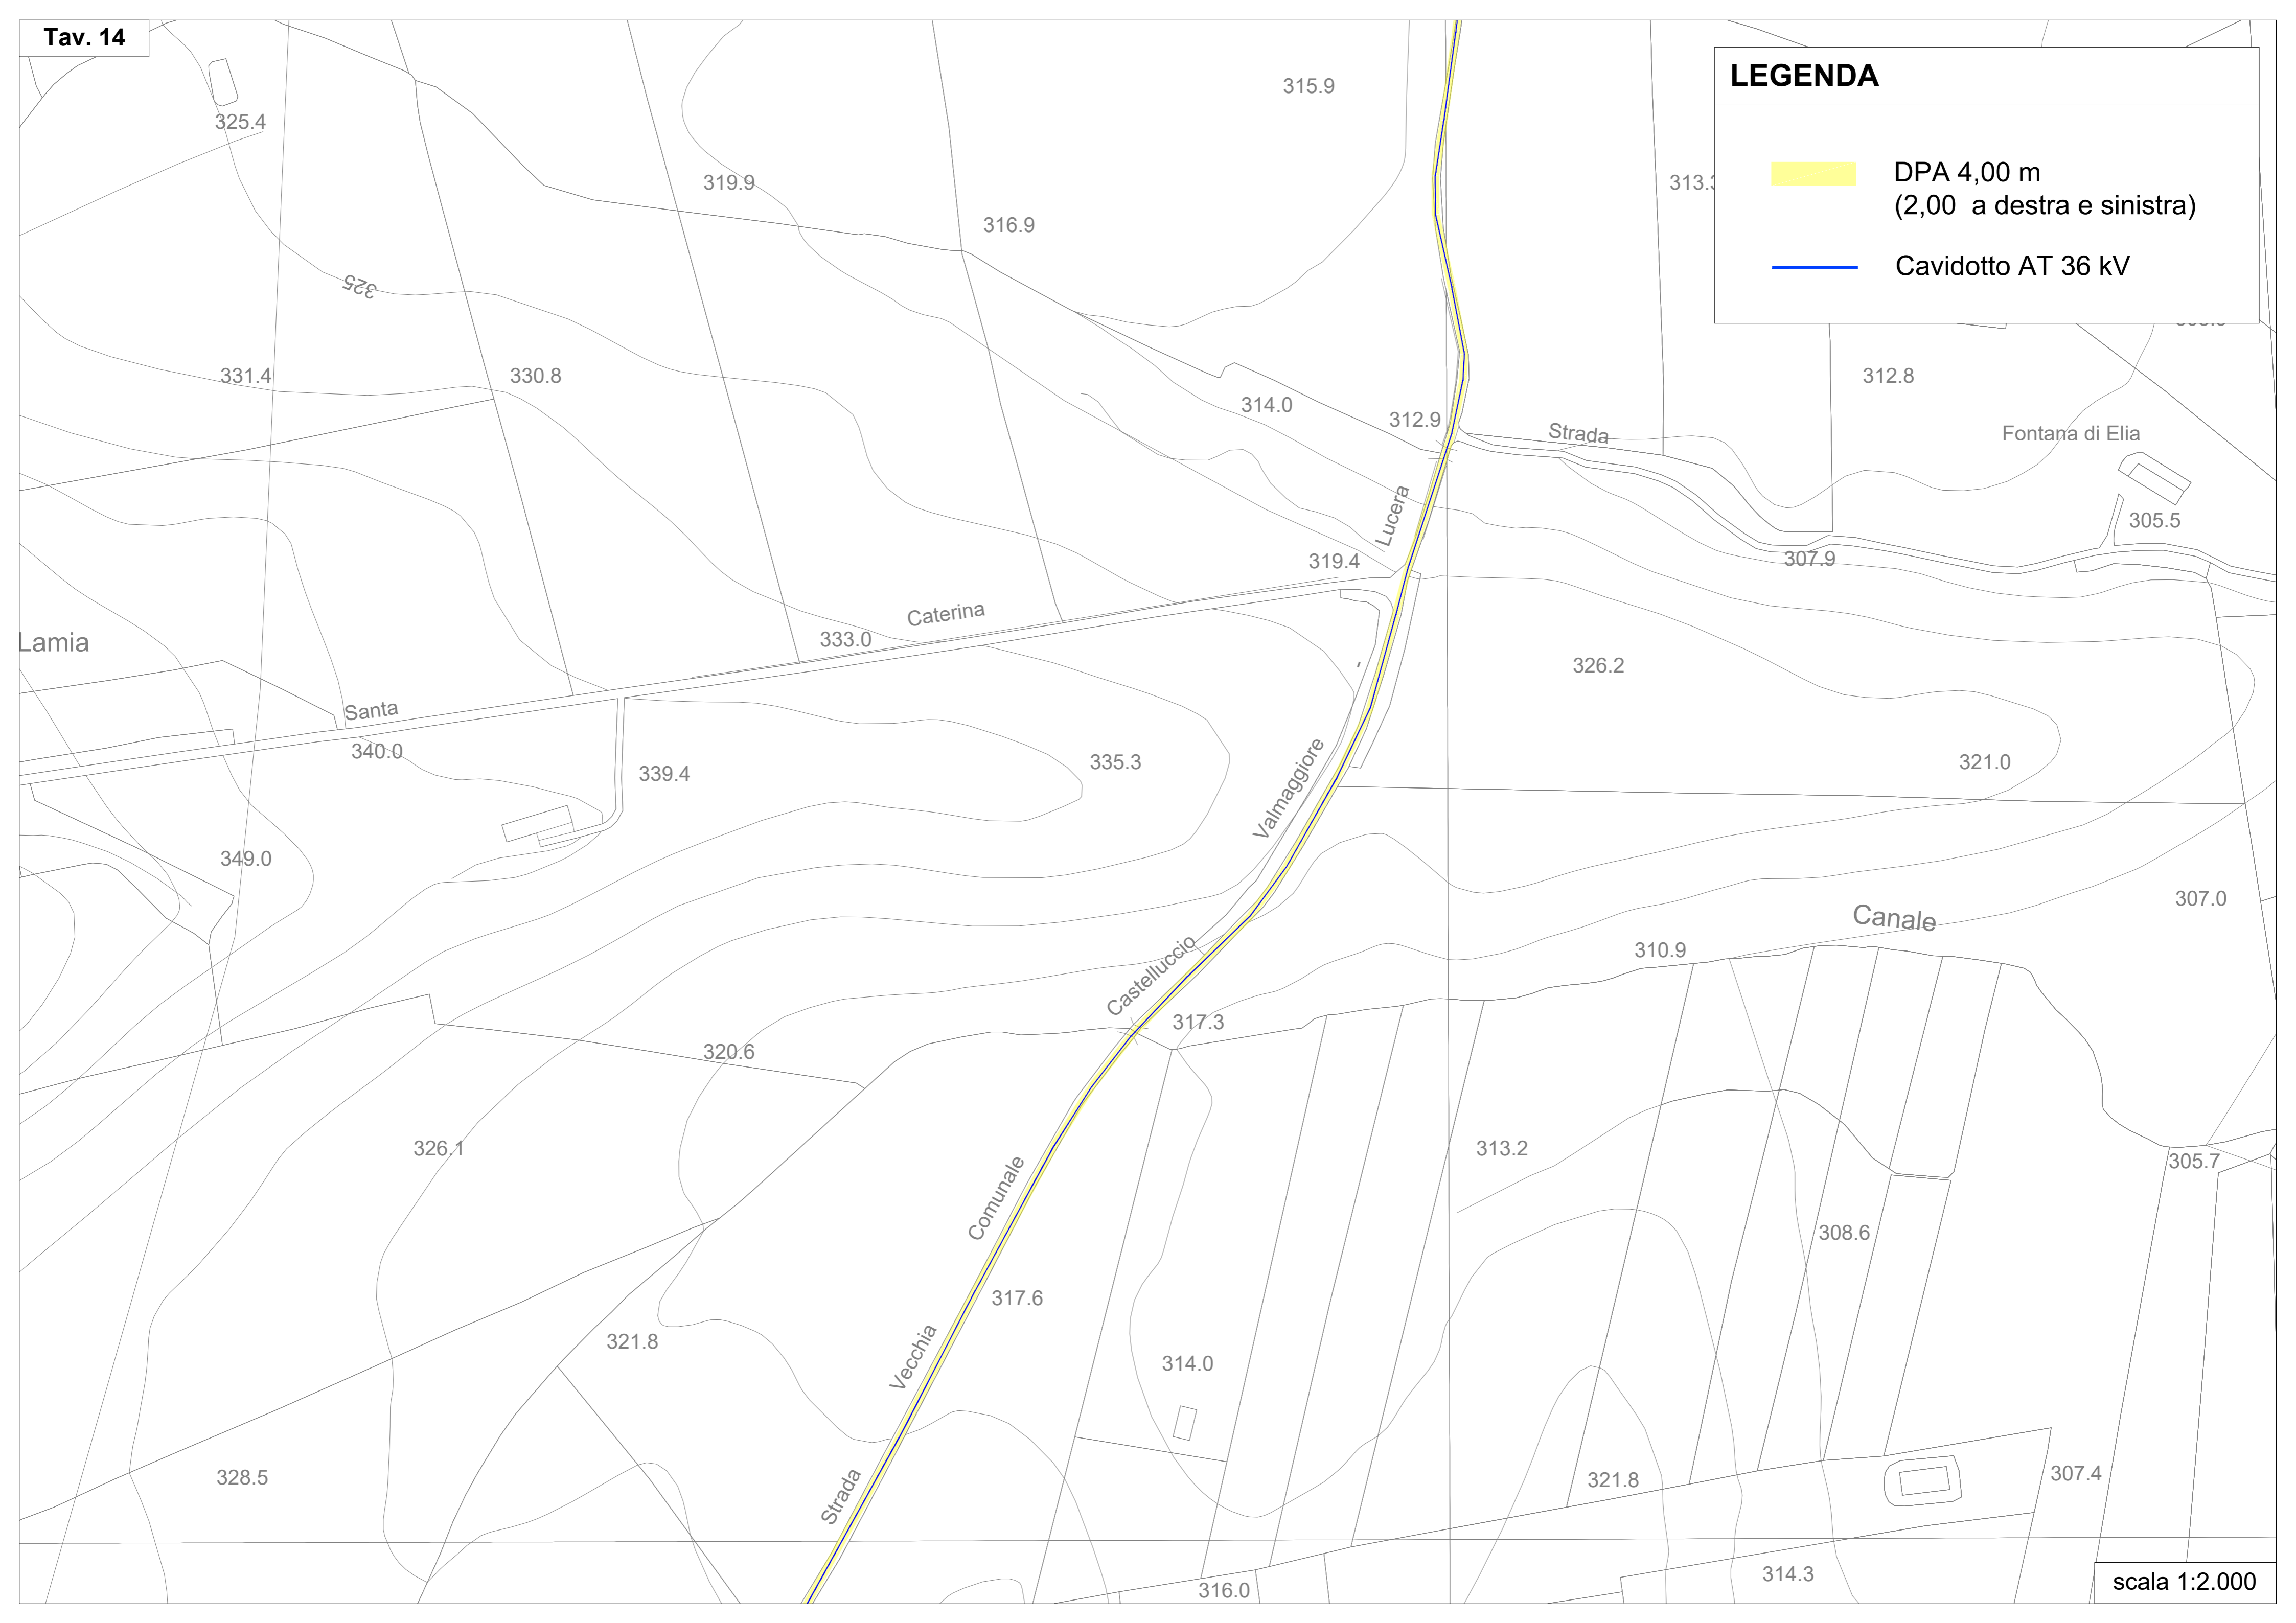 Tav. 14
LEGENDA
DPA 4,00 m
(2,00 a destra e sinistra)
Cavidotto AT 36 kV
315.9
325.4
319.9
316.9
325
331.4
330.8
314.0
312.9
312.8
Strada
Fontana di Elia
305.5
307.9
Lucera
319.4
Caterina
333.0
Lamia
326.2
Santa
340.0
339.4
335.3
321.0
Valmaggiore
349.0
307.0
Canale
310.9
Castelluccio
317.3
320.6
326.1
313.2
305.7
Comunale
308.6
317.6
321.8
Vecchia
314.0
328.5
Strada
321.8
307.4
314.3
316.0
scala 1:2.000